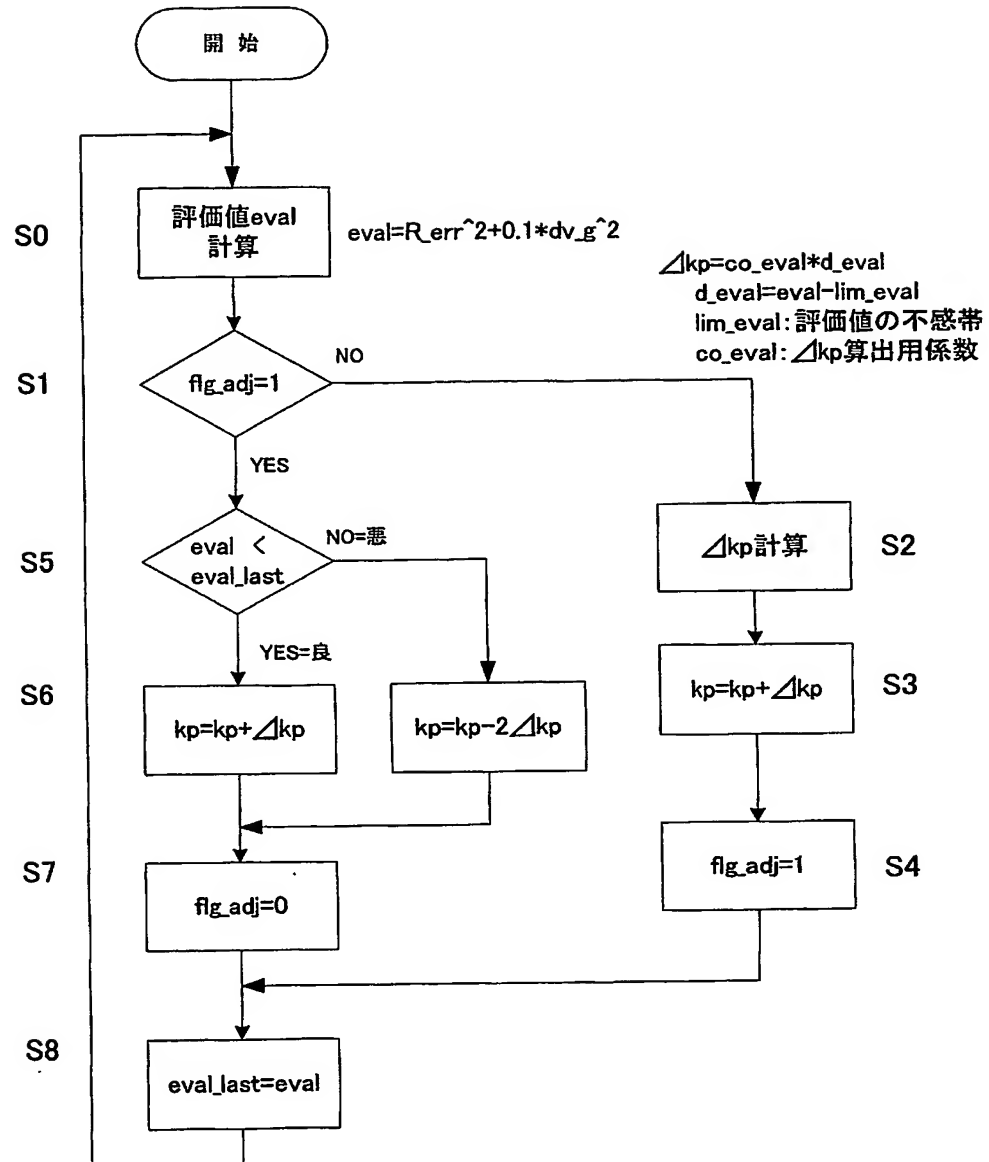 開 始
S0
評価値eval
計算
eval=R_err^2+0.1*dv_g^2
⊿kp=co_eval*d_eval
d_eval=eval-lim_eval
lim_eval:評価値の不感帯
co_eval:⊿kp算出用係数
S1
flg_adj=1
NO
YES
S5
eval <
eval_last
NO=悪
⊿kp計算
S2
YES=良
S6
kp=kp+⊿kp
kp=kp-2⊿kp
kp=kp+⊿kp
S3
S7
flg_adj=0
flg_adj=1
S4
S8
eval_last=eval